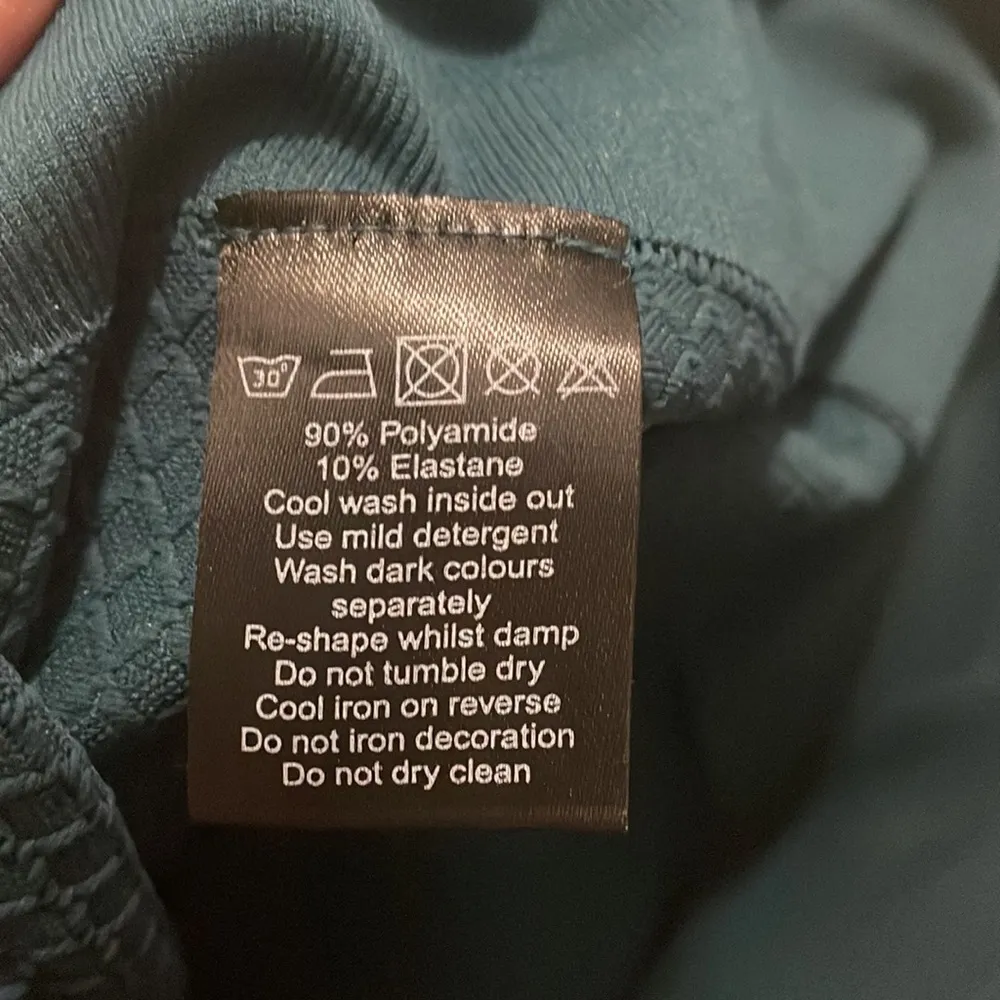 30°
90% Polyamide
10% Elastane
Cool wash inside out
Use mild detergent
Wash dark colours
separately
Re-shape whilst damp
Do not tumble dry
Cool iron on reverse
Do not iron decoration
Do not dry clean